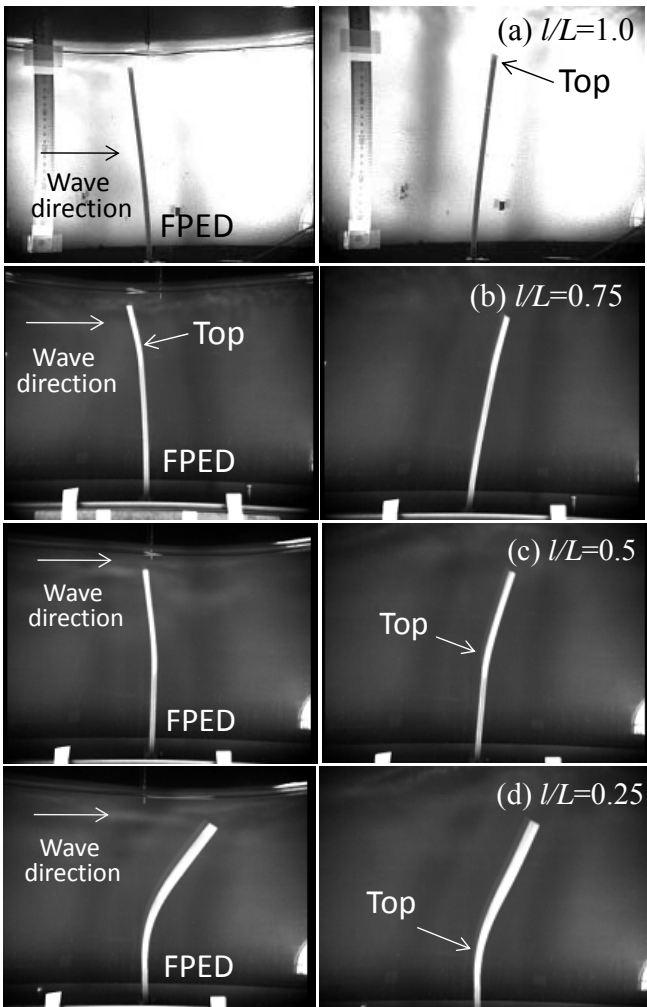 (a) l/L=1.0
Top
Wave
direction
FPED
(b) l/L=0.75
Top
Wave
direction
FPED
(c) l/L=0.5
Wave
direction
Top
FPED
(d) l/L=0.25
Wave
direction
Top
FPED